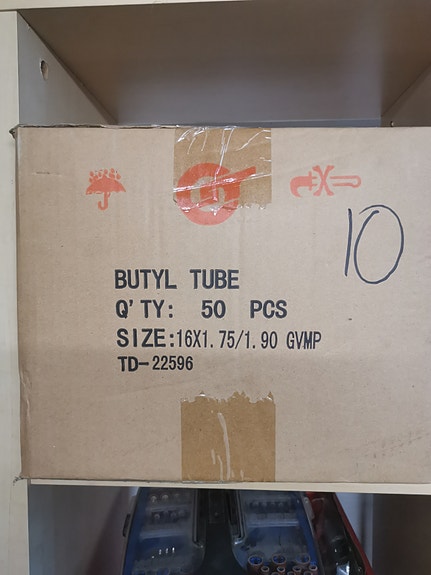 10
BUTYL TUBE
Q'TY: 50 PCS
SIZE:16X1.75/1.90 GVMP
TD-22596